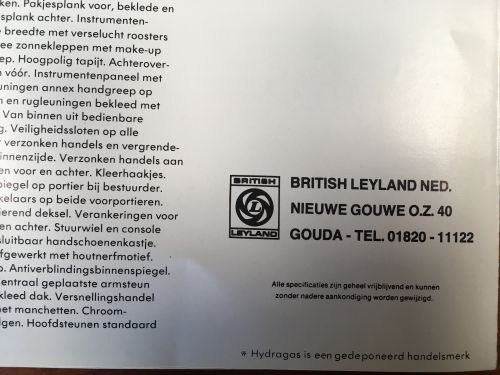 ken. Pakjesplank voor, beklede en
splank achter. Instrumenten-
breedte met verselucht roosters
ee zonnekleppen met make-up
ep. Hoogpolig tapijt. Achterover-
n vóór. Instrumentenpaneel met
uningen annex handgreep op
n en rugleuningen bekleed met
Van binnen uit bedienbare
g. Veiligheidssloten op alle
verzonken handels en vergrende-
innenzijde. Verzonken handels aan
en voor en achter. Kleerhaakjes.
piegel op portier bij bestuurder.
kelaars op beide voorportieren.
ierend deksel. Verankeringen voor
en achter. Stuurwiel en console
sluitbaar handschoenenkastje.
fgewerkt met houtnerfmotief.
o. Antiverblindingsbinnenspiegel.
entraal geplaatste armsteun
kleed dak. Versnellingshandel
met manchetten. Chroom-
lgen. Hoofdsteunen standaard
BRITISH
L
LEYLAND
BRITISH LEYLAND NED.
NIEUWE GOUWE O.Z. 40
GOUDA - TEL. 01820 - 11122
Alle specificaties zijn geheel vrijblijvend en kunnen
zonder nadere aankondiging worden gewijzigd.
* Hydragas is een gedeponeerd handelsmerk